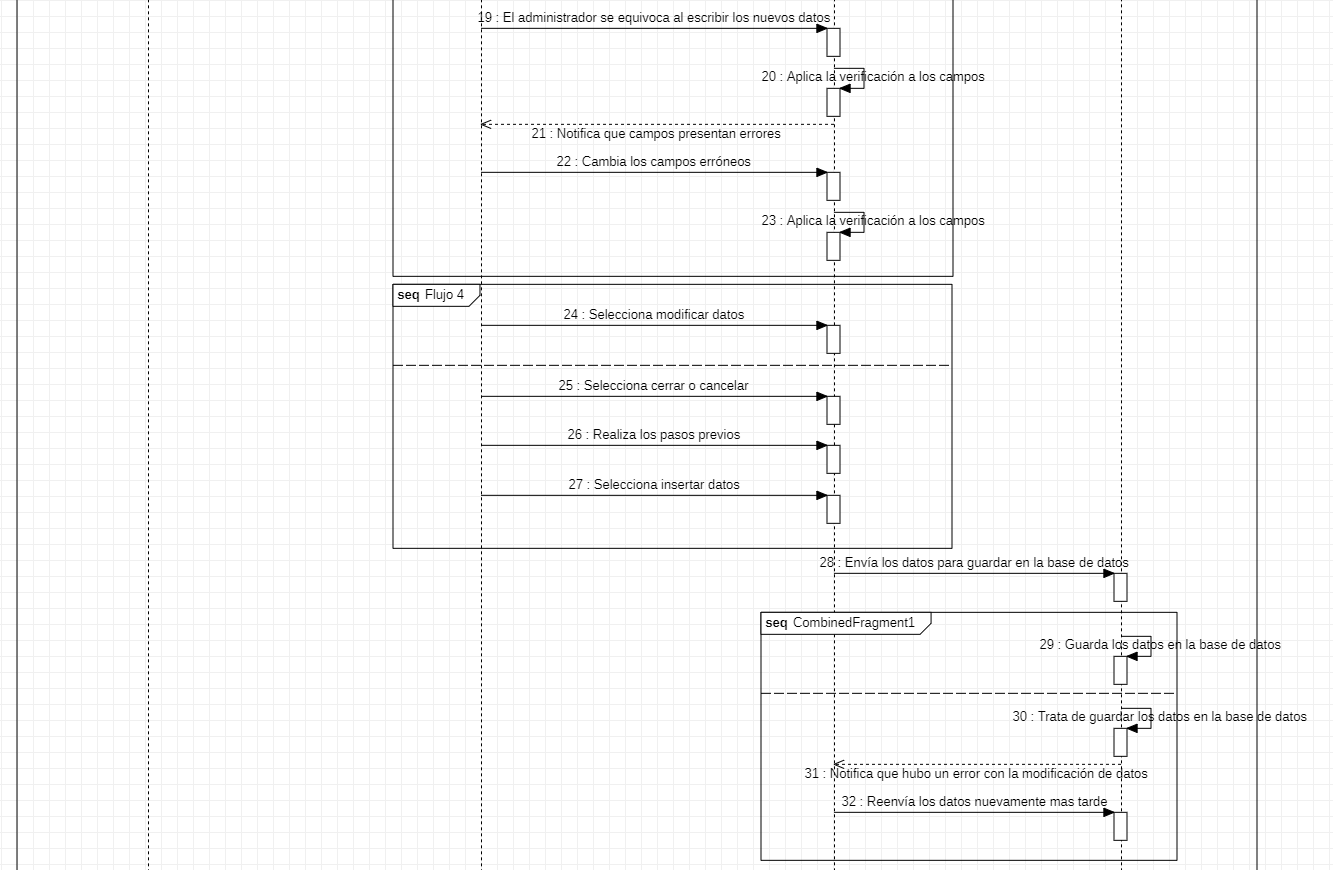 19 : El administrador se equivoca al escribir los nuevos datos
20 : Aplica la verificación a los campos
21 : Notifica que campos presentan errores
22 : Cambia los campos erróneos
23 : Aplica la verificación a los campos
seq Flujo 4
24 : Selecciona modificar datos
25 : Selecciona cerrar o cancelar
26 : Realiza los pasos previos
27 : Selecciona insertar datos
28 : Envía los datos para guardar en la base de datos
seq CombinedFragment1
29 : Guarda los datos en la base de datos
30 : Trata de guardar los datos en la base de datos
31 : Notifica que hubo un error con la modificación de datos
32 : Reenvía los datos nuevamente mas tarde